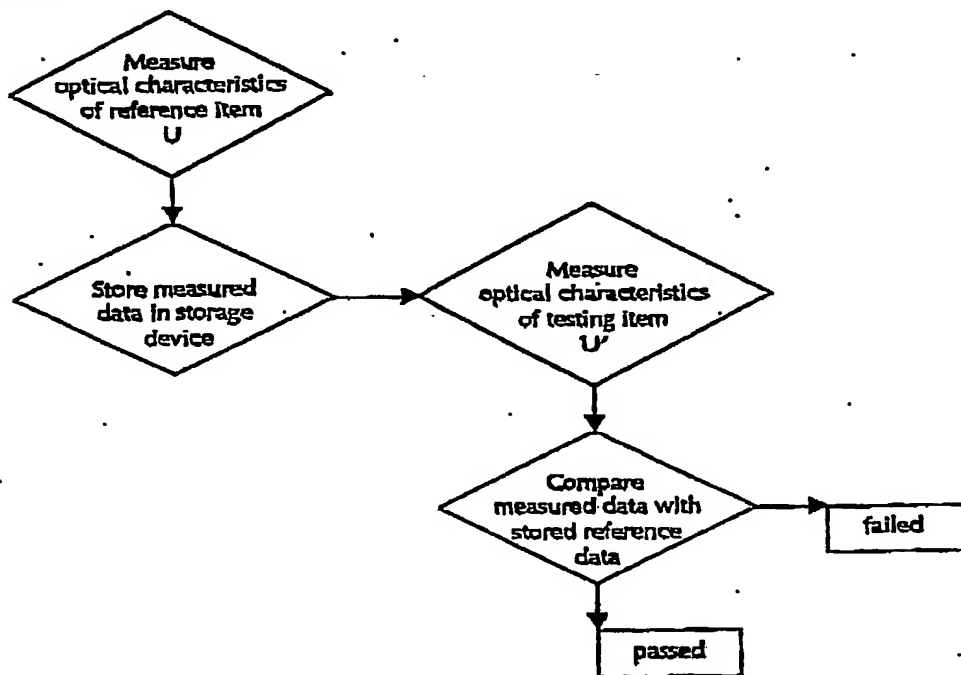 Measure
optical characteristics
of reference item
U
Store measured
data in storage
device
Measure
optical characteristics
of testing item
U'
Compare
measured data with
stored reference
data
failed
passed